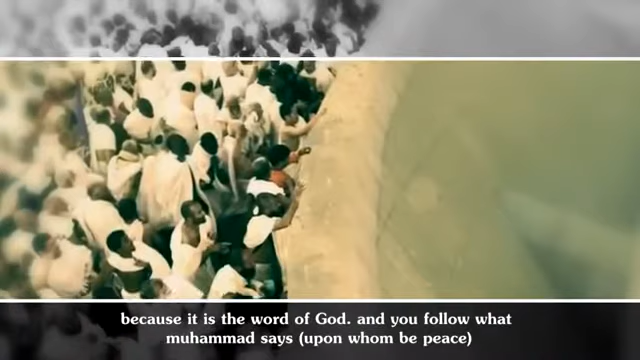 because it is the word of God. and you follow what
muhammad says (upon whom be peace)